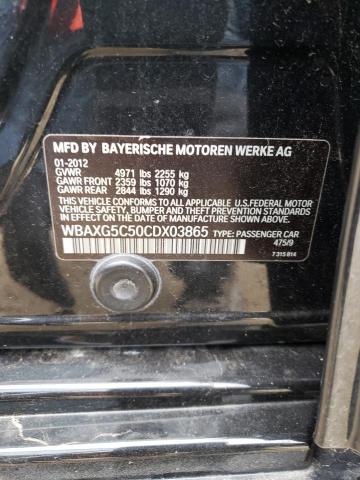 MFD BY BAYERISCHE MOTOREN WERKE AG
01-2012
GVWR 4971 lbs 2255 kg
GAWR FRONT 2359 lbs 1070 kg
GAWR REAR 2844 lbs 1290 kg
THIS VEHICLE CONFORMS TO ALL APPLICABLE U.S.FEDERAL
MOTOR VEHICLE SAFETY, BUMPER, AND THEFT PREVENTION
STANDARDS IN EFFECT ON THE DATE OF MANUFACTURE
SHOWN ABOVE.
WBAXG5C50CDX03865 TYPE: PASSENGER CAR
475/9
7 315 814